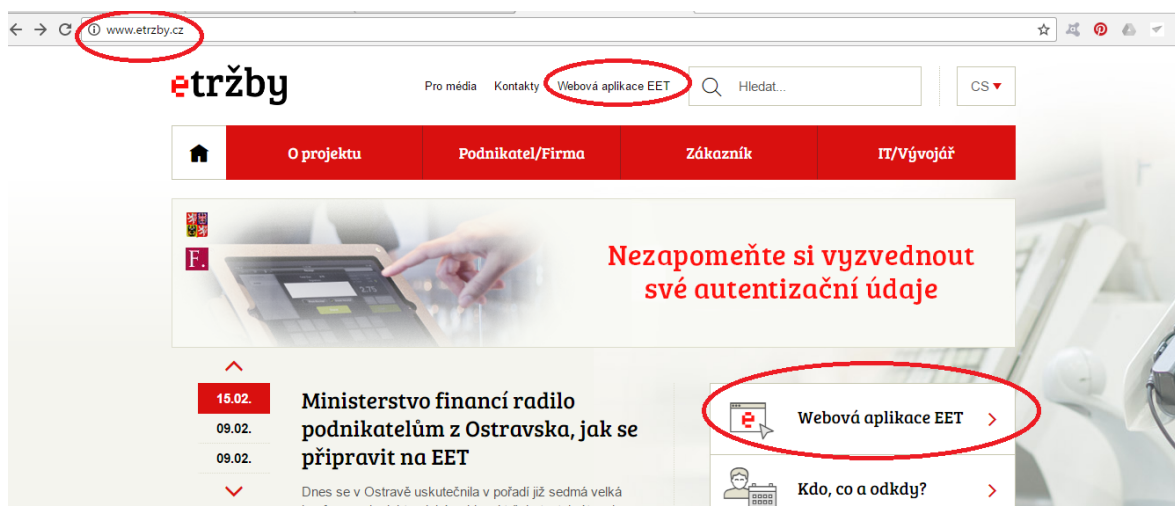 www.etrzby.cz
etržby
Pro média Kontakty Webová aplikace EET Hledat... CS
O projektu Podnikatel/Firma Zákazník IT/Vývojář
F.
Nezapomeňte si vyzvednout
své autentizační údaje
15.02.
09.02.
09.02.
Ministerstvo financí radilo
podnikatelům z Ostravska, jak se
připravit na EET
Dnes se v Ostravě uskutečnila v pořadí již sedmá velká
Webová aplikace EET
Kdo, co a odkdy?